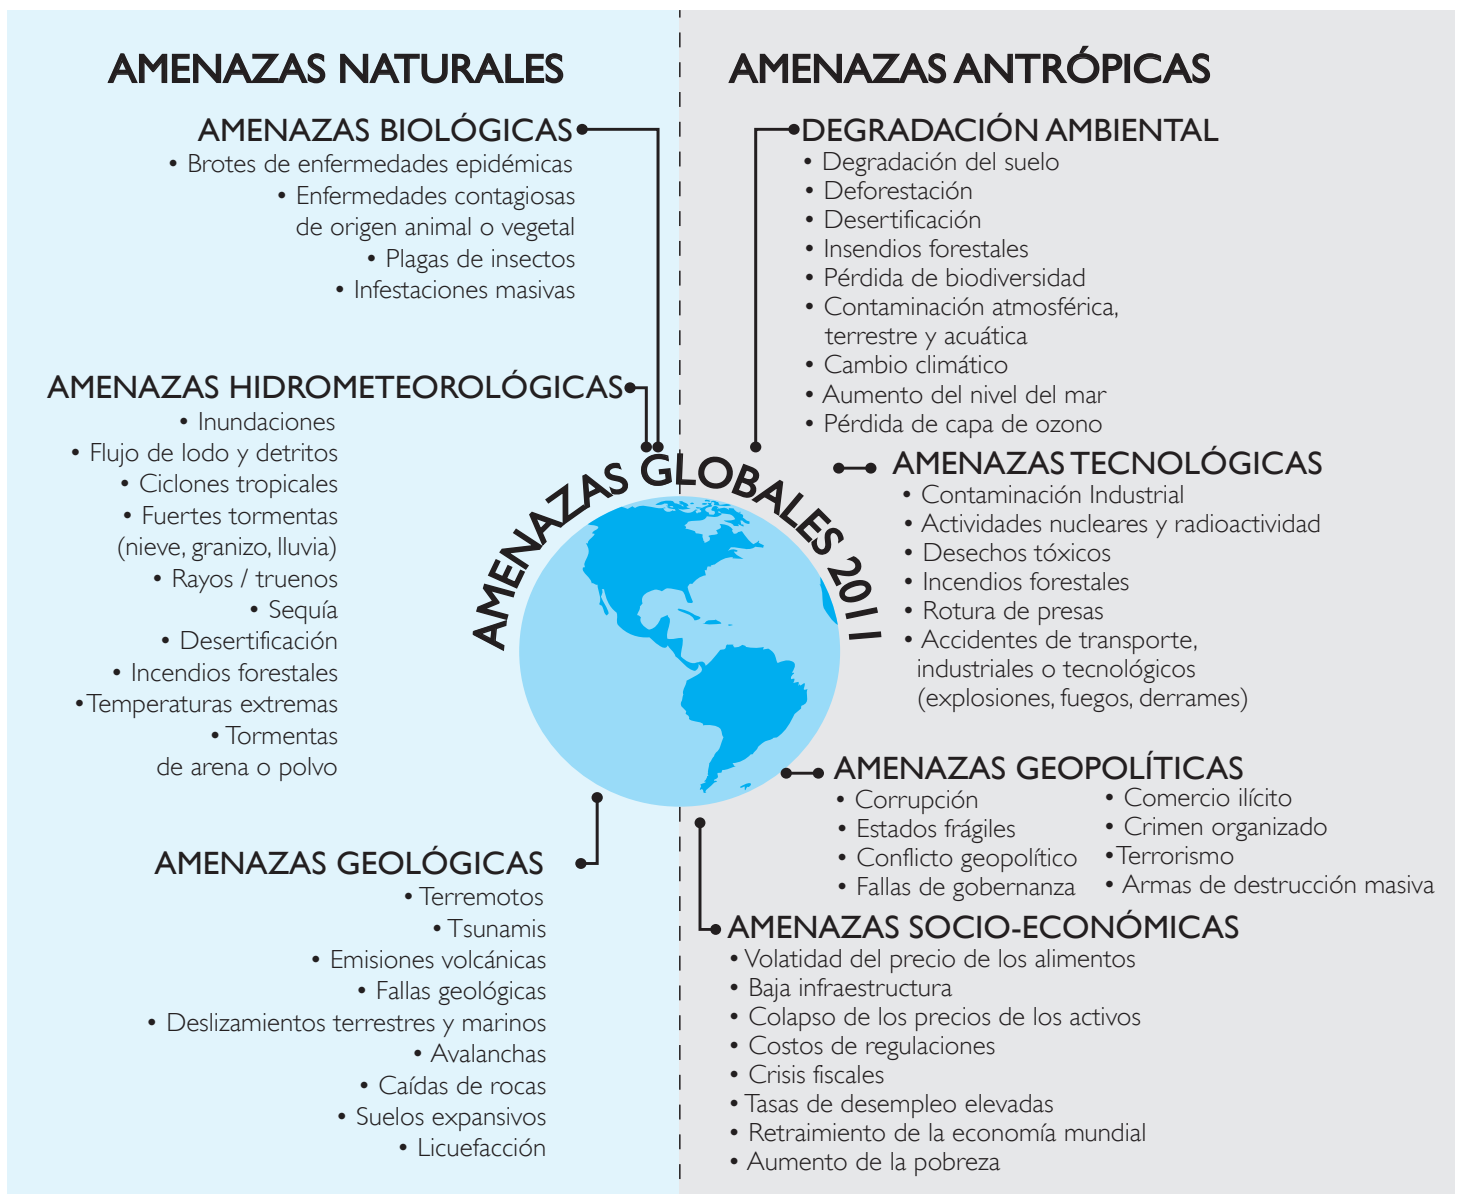 AMENAZAS NATURALES
AMENAZAS BIOLÓGICAS
• Brotes de enfermedades epidémicas
• Enfermedades contagiosas
de origen animal o vegetal
• Plagas de insectos
• Infestaciones masivas
AMENAZAS HIDROMETEOROLÓGICAS
• Inundaciones
• Flujo de lodo y detritos
• Ciclones tropicales
• Fuertes tormentas
(nieve, granizo, lluvia)
• Rayos / truenos
• Sequía
• Desertificación
• Incendios forestales
• Temperaturas extremas
• Tormentas
de arena o polvo
AMENAZAS GEOLÓGICAS
• Terremotos
• Tsunamis
• Emisiones volcánicas
• Fallas geológicas
• Deslizamientos terrestres y marinos
• Avalanchas
• Caídas de rocas
• Suelos expansivos
• Licuefacción
AMENAZAS GLOBALES 2011
AMENAZAS ANTRÓPICAS
DEGRADACIÓN AMBIENTAL
• Degradación del suelo
• Deforestación
• Desertificación
• Insendios forestales
• Pérdida de biodiversidad
• Contaminación atmosférica,
terrestre y acuática
• Cambio climático
• Aumento del nivel del mar
• Pérdida de capa de ozono
AMENAZAS TECNOLÓGICAS
• Contaminación Industrial
• Actividades nucleares y radioactividad
• Desechos tóxicos
• Incendios forestales
• Rotura de presas
• Accidentes de transporte,
industriales o tecnológicos
(explosiones, fuegos, derrames)
AMENAZAS GEOPOLÍTICAS
• Corrupción
• Estados frágiles
• Conflicto geopolítico
• Fallas de gobernanza
• Comercio ilícito
• Crimen organizado
• Terrorismo
• Armas de destrucción masiva
AMENAZAS SOCIO-ECONÓMICAS
• Volatidad del precio de los alimentos
• Baja infraestructura
• Colapso de los precios de los activos
• Costos de regulaciones
• Crisis fiscales
• Tasas de desempleo elevadas
• Retraimiento de la economía mundial
• Aumento de la pobreza